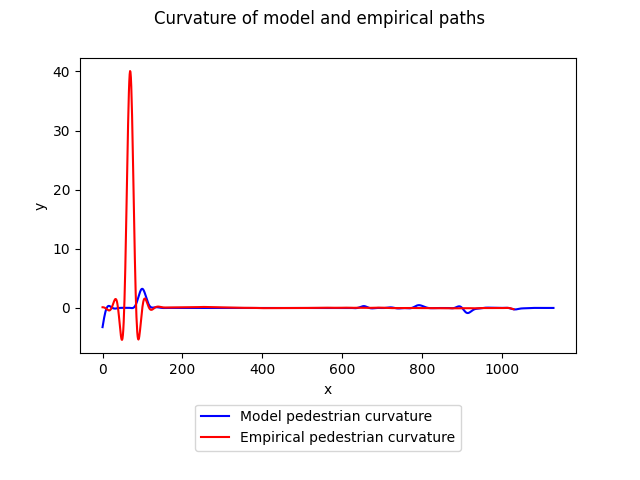 Curvature of model and empirical paths
40
30
20
10
0
y
0 200 400 600 800 1000
x
Model pedestrian curvature
Empirical pedestrian curvature